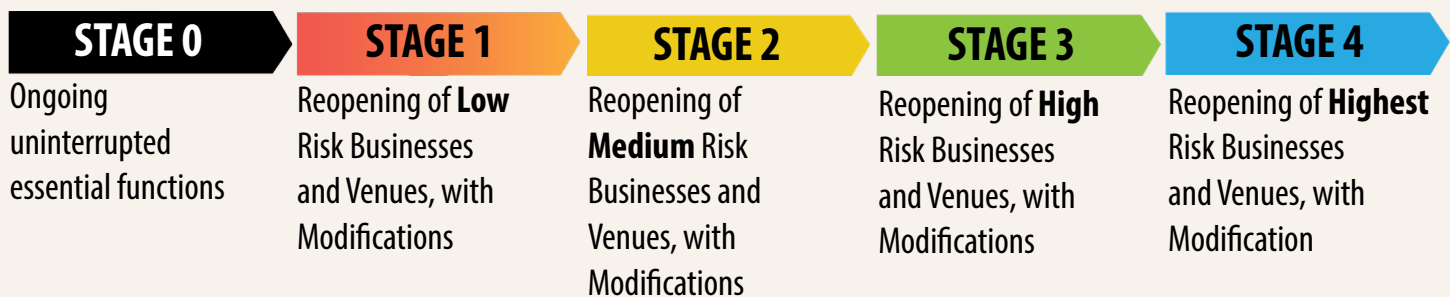 STAGE 0
Ongoing
uninterrupted
essential functions
STAGE 1
Reopening of Low
Risk Businesses
and Venues, with
Modifications
STAGE 2
Reopening of
Medium Risk
Businesses and
Venues, with
Modifications
STAGE 3
Reopening of High
Risk Businesses
and Venues, with
Modifications
STAGE 4
Reopening of Highest
Risk Businesses
and Venues, with
Modification